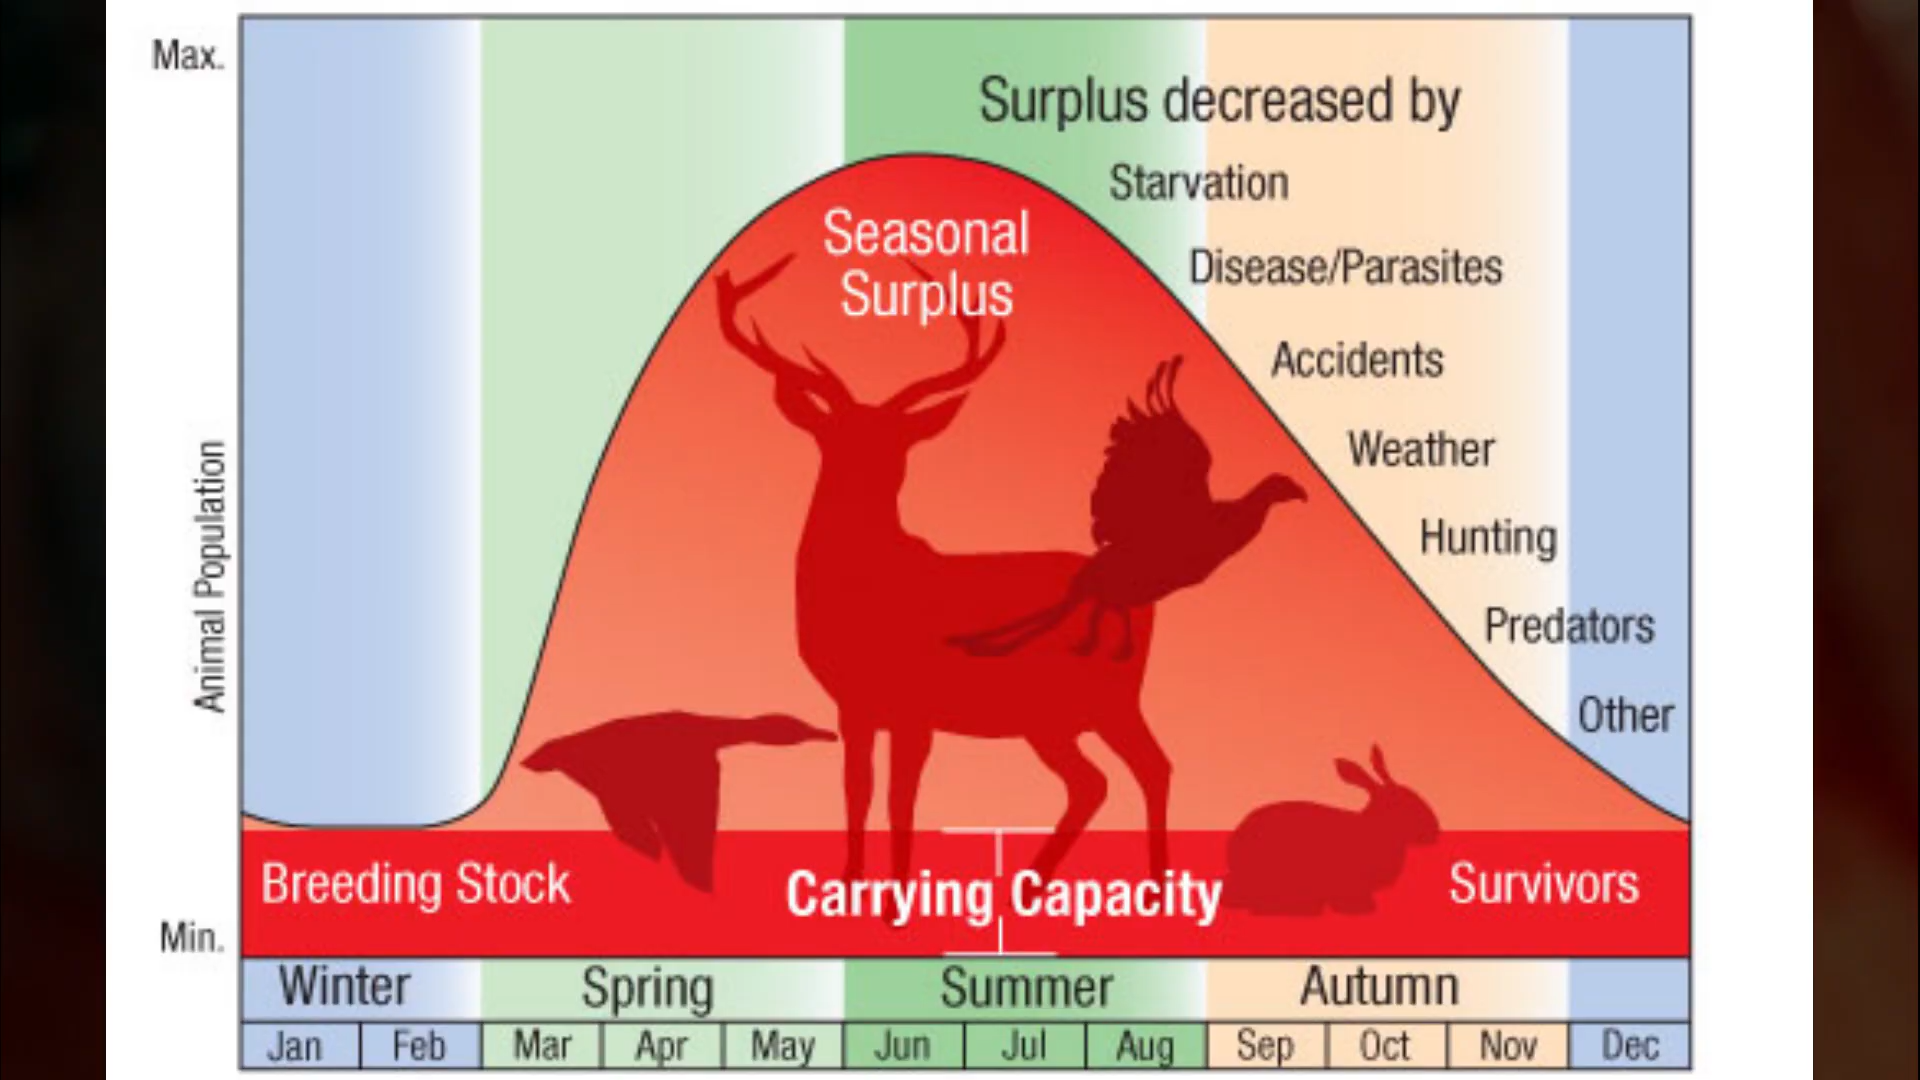 Max.
Surplus decreased by
Starvation
Seasonal
Surplus
Disease/Parasites
Accidents
Weather
Hunting
Predators
Other
Animal Population
Breeding Stock
Carrying Capacity
Survivors
Min.
Winter Spring Summer Autumn
Jan Feb Mar Apr May Jun Jul Aug Sep Oct Nov Dec